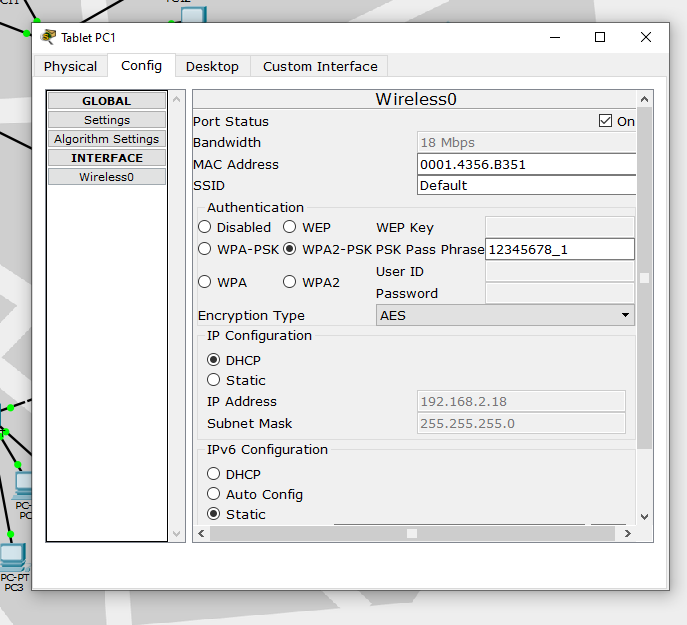 PC12
Tablet PC1
Physical Config Desktop Custom Interface
GLOBAL
Settings
Algorithm Settings
INTERFACE
Wireless0
Wireless0
Port Status On
Bandwidth 18 Mbps
MAC Address 0001.4356.B351
SSID Default
Authentication
Disabled WEP WEP Key
WPA-PSK WPA2-PSK PSK Pass Phrase 12345678_1
User ID
WPA WPA2
Password
Encryption Type AES
IP Configuration
DHCP
Static
IP Address 192.168.2.18
Subnet Mask 255.255.255.0
IPv6 Configuration
DHCP
Auto Config
Static
PC-
PC
PC-PT
PC3